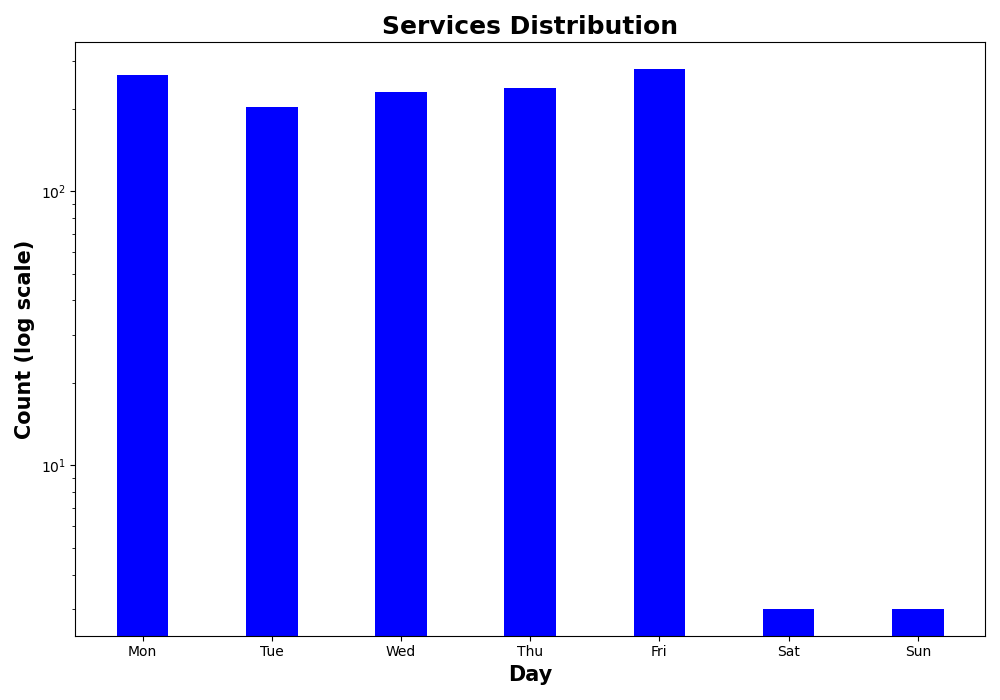 Services Distribution
Count (log scale)
10²
10¹
Mon Tue Wed Thu Fri Sat Sun
Day